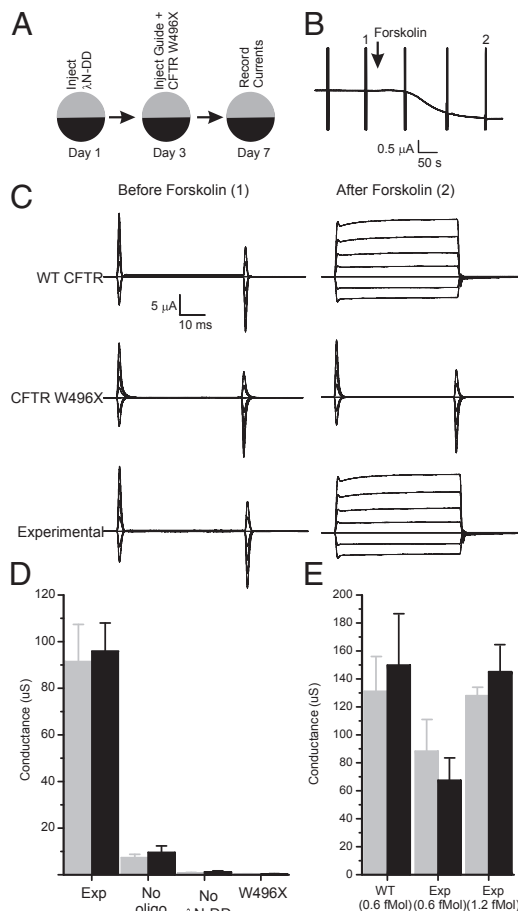 A
Inject
λN-DD
Inject Guide +
CFTR W496X
Record
Currents
Day 1
Day 3
Day 7
B
Forskolin
1
2
0.5 µA
50 s
C
Before Forskolin (1)
After Forskolin (2)
WT CFTR
5 µA
10 ms
CFTR W496X
Experimental
D
Conductance (uS)
120
100
80
60
40
20
Exp
No
oligo
No
λN-DD
W496X
E
Conductance (uS)
200
180
160
140
120
100
80
60
40
20
0
WT
(0.6 fMol)
Exp
(0.6 fMol)
Exp
(1.2 fMol)